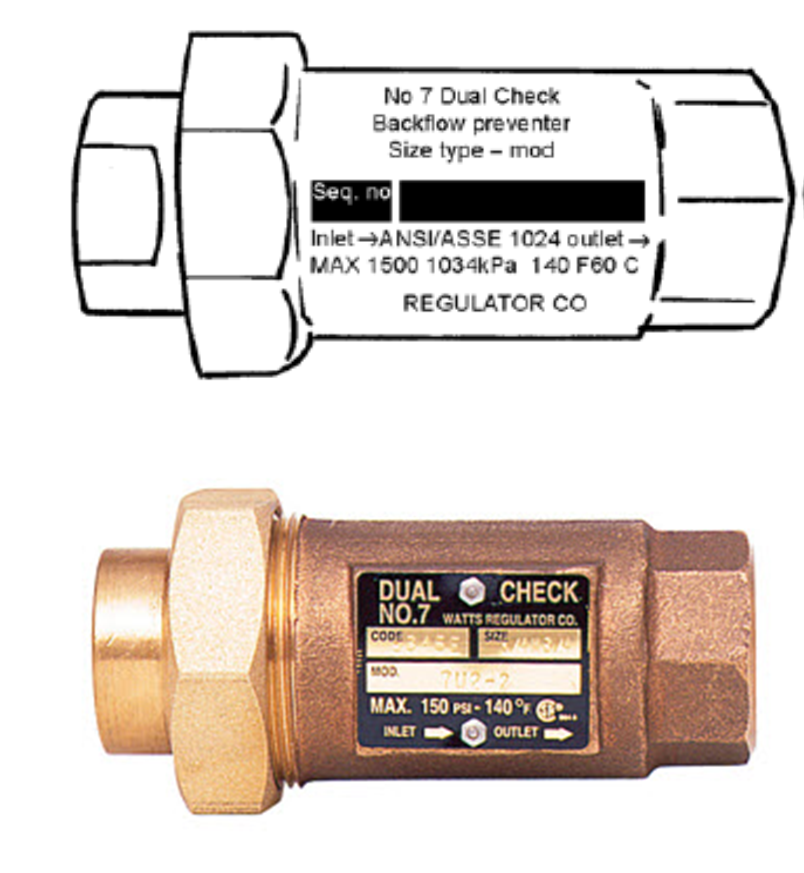 No 7 Dual Check
Backflow preventer
Size type – mod
Seq. no
Inlet →ANSI/ASSE 1024 outlet →
MAX 1500 1034kPa 140 F60 C
REGULATOR CO
DUAL CHECK
NO.7 WATTS REGULATOR CO.
CODE SIZE
MOD. 7U2-2
MAX. 150 PSI - 140°F
INLET OUTLET